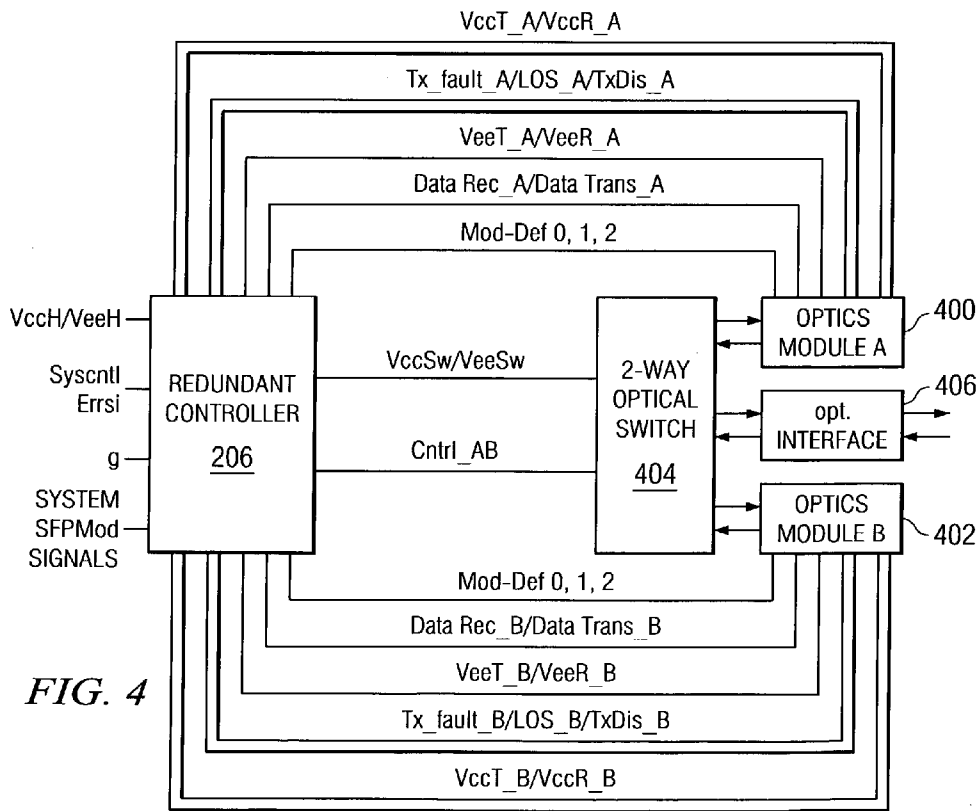 VccT_A/VccR_A
Tx_fault_A/LOS_A/TxDis_A
VeeT_A/VeeR_A
Data Rec_A/Data Trans_A
Mod-Def 0, 1, 2
VccH/VeeH
Syscntl
Errsi
g
SYSTEM
SFPMod
SIGNALS
REDUNDANT
CONTROLLER
206
VccSw/VeeSw
Cntrl_AB
2-WAY
OPTICAL
SWITCH
404
OPTICS
MODULE A
400
opt.
INTERFACE
406
OPTICS
MODULE B
402
Mod-Def 0, 1, 2
Data Rec_B/Data Trans_B
VeeT_B/VeeR_B
Tx_fault_B/LOS_B/TxDis_B
VccT_B/VccR_B
FIG. 4